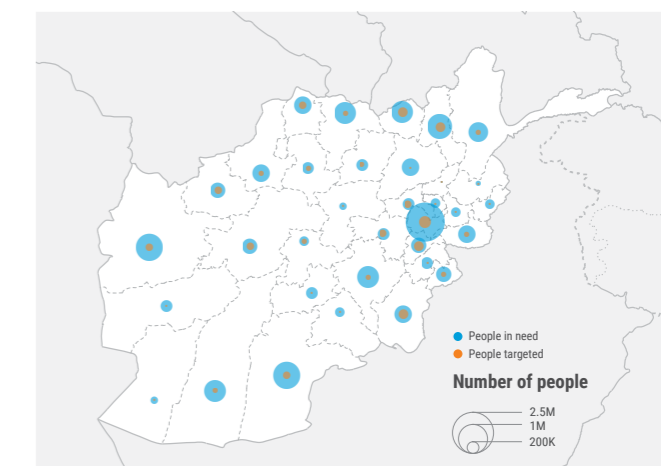 People in need
People targeted
Number of people
2.5M
1M
200K